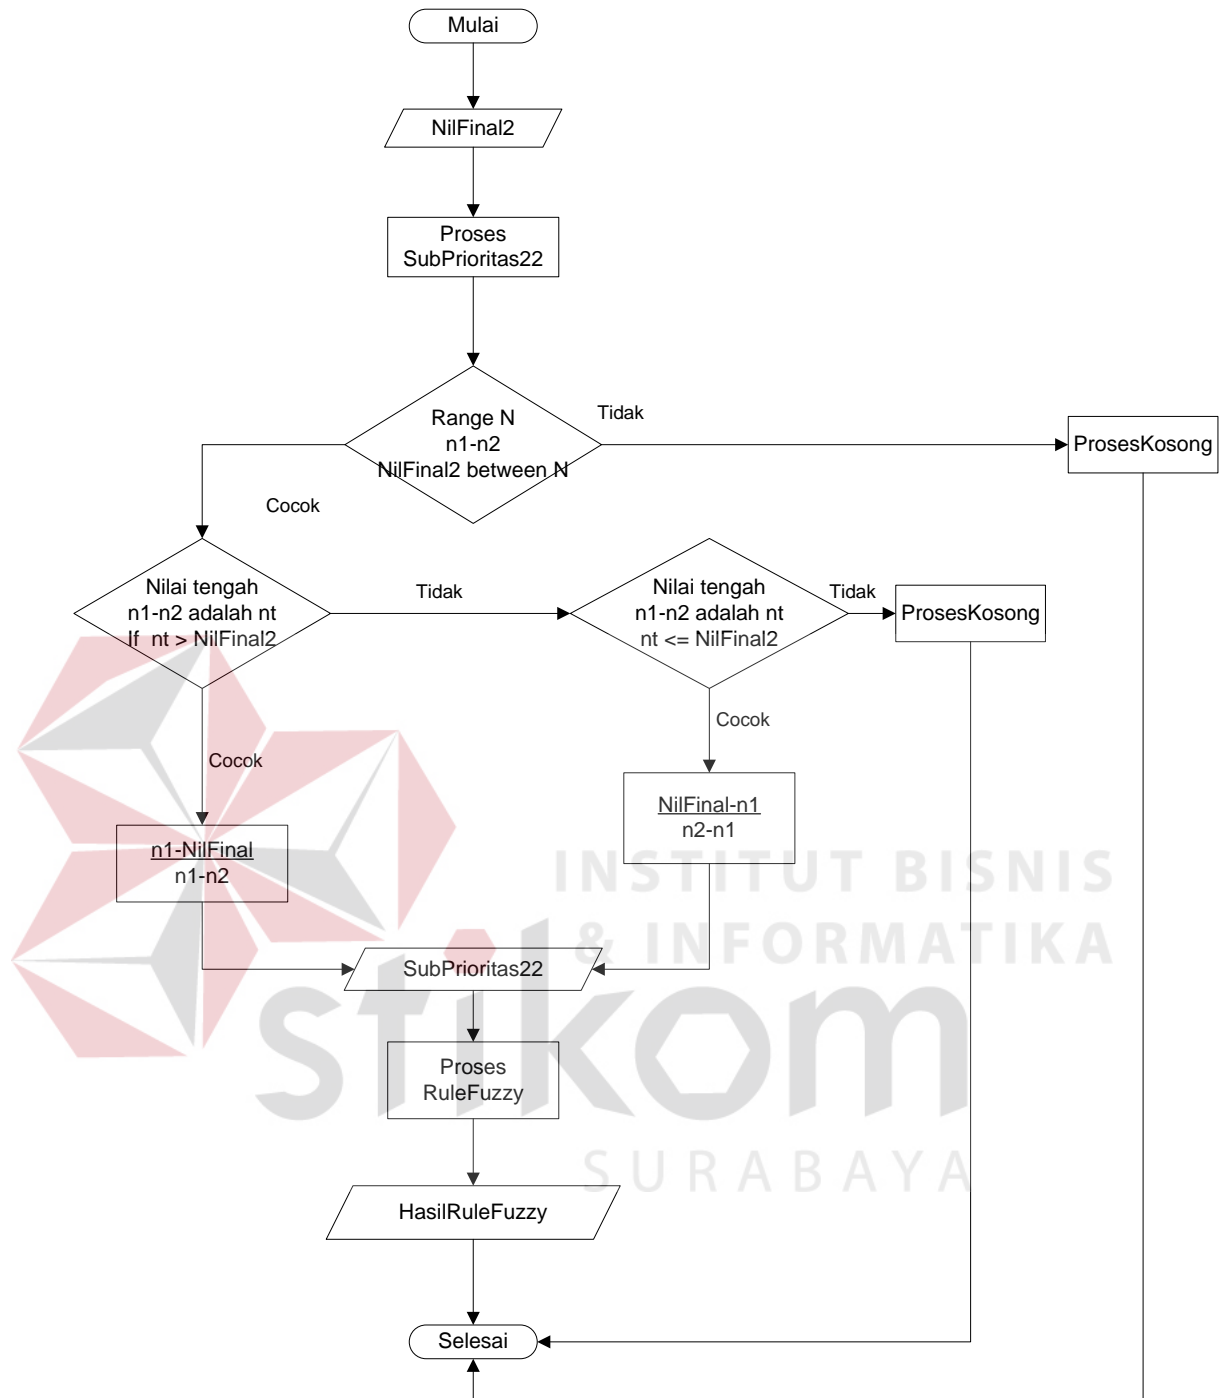 Mulai
NilFinal2
Proses
SubPrioritas22
Range N
n1-n2
NilFinal2 between N
Tidak
ProsesKosong
Cocok
Nilai tengah
n1-n2 adalah nt
If nt > NilFinal2
Tidak
Nilai tengah
n1-n2 adalah nt
nt <= NilFinal2
Tidak
ProsesKosong
Cocok
Cocok
NilFinal-n1
n2-n1
n1-NilFinal
n1-n2
INSTITUT BISNIS
& INFORMATIKA
SubPrioritas22
stikom
Proses
RuleFuzzy
SURABAYA
HasilRuleFuzzy
Selesai